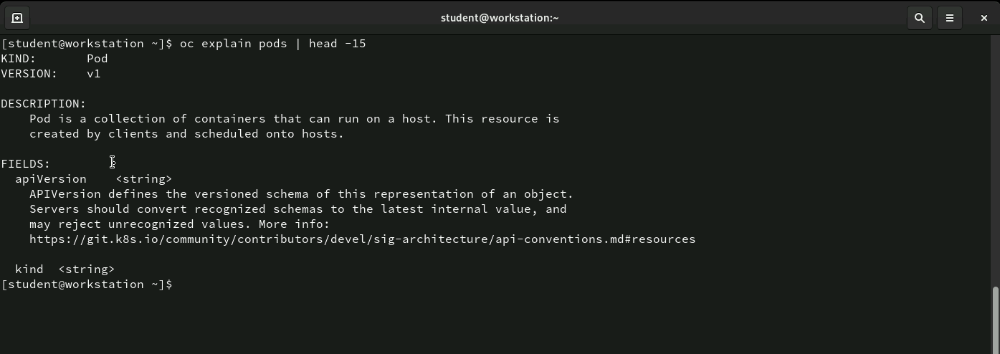 student@workstation:~
[student@workstation ~]$ oc explain pods | head -15
KIND:       Pod
VERSION:    v1
DESCRIPTION:
    Pod is a collection of containers that can run on a host. This resource is
    created by clients and scheduled onto hosts.
FIELDS:
  apiVersion    <string>
    APIVersion defines the versioned schema of this representation of an object.
    Servers should convert recognized schemas to the latest internal value, and
    may reject unrecognized values. More info:
    https://git.k8s.io/community/contributors/devel/sig-architecture/api-conventions.md#resources
  kind  <string>
[student@workstation ~]$